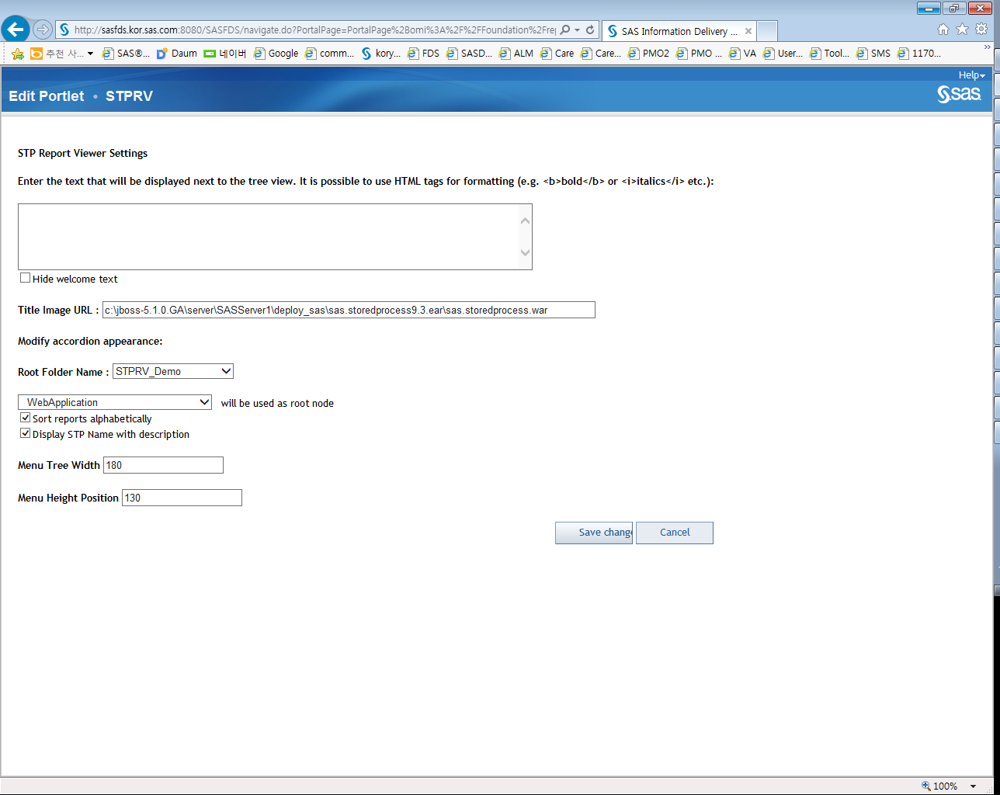 http://sasfds.kor.sas.com:8080/SASFDS/navigate.do?PortalPage=PortalPage%2Bomi%3A%2F%2FFoundation%2Frep
SAS Information Delivery ...
추천 사... SAS®... Daum 네이버 Google comm... kory... FDS SASD... ALM Care Care... PMO2 PMO ... VA User... Tool... SMS 1170...
Help
Edit Portlet • STPRV
sas
STP Report Viewer Settings
Enter the text that will be displayed next to the tree view. It is possible to use HTML tags for formatting (e.g. <b>bold</b> or <i>italics</i> etc.):
Hide welcome text
Title Image URL : c:\jboss-5.1.0.GA\server\SASServer1\deploy_sas\sas.storedprocess9.3.ear\sas.storedprocess.war
Modify accordion appearance:
Root Folder Name : STPRV_Demo
WebApplication will be used as root node
Sort reports alphabetically
Display STP Name with description
Menu Tree Width 180
Menu Height Position 130
Save change Cancel
100%